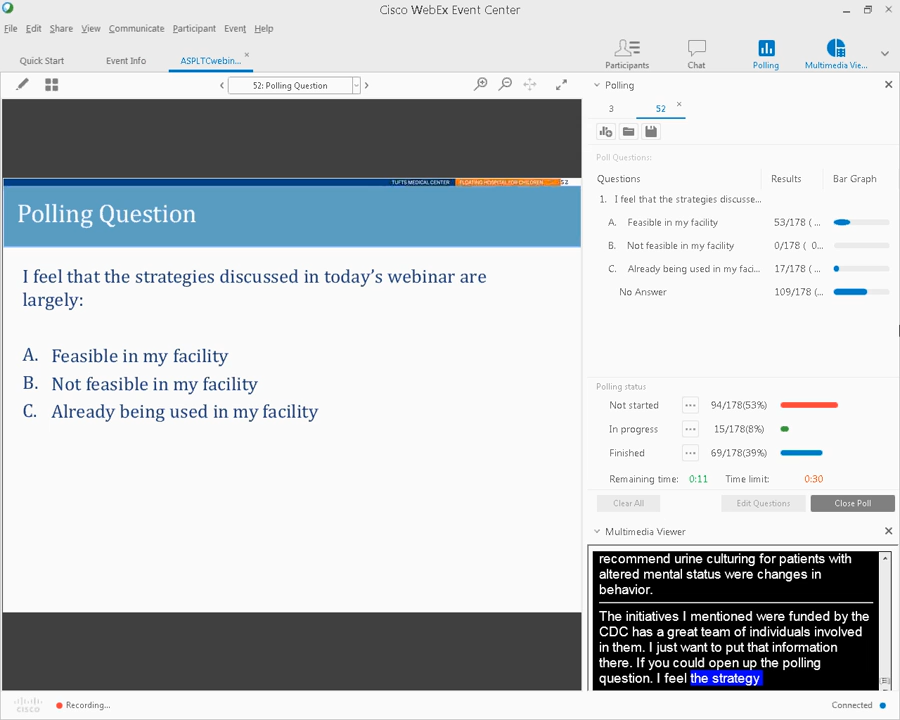 Cisco WebEx Event Center
File Edit Share View Communicate Participant Event Help
Quick Start Event Info ASPLTCwebin... ×
Participants Chat Polling Multimedia Vie...
52: Polling Question
Polling
3 52 ×
Poll Questions:
Questions Results Bar Graph
1. I feel that the strategies discusse...
A. Feasible in my facility 53/178 ( ...
B. Not feasible in my facility 0/178 ( 0...
C. Already being used in my faci... 17/178 ( ...
No Answer 109/178 (...
Polling status
Not started 94/178(53%)
In progress 15/178(8%)
Finished 69/178(39%)
Remaining time: 0:11 Time limit: 0:30
Clear All Edit Questions Close Poll
TUFTS MEDICAL CENTER FLOATING HOSPITAL FOR CHILDREN 52
Polling Question
I feel that the strategies discussed in today's webinar are
largely:
A. Feasible in my facility
B. Not feasible in my facility
C. Already being used in my facility
Multimedia Viewer
recommend urine culturing for patients with
altered mental status were changes in
behavior.
The initiatives I mentioned were funded by the
CDC has a great team of individuals involved
in them. I just want to put that information
there. If you could open up the polling
question. I feel the strategy
cisco Recording... Connected